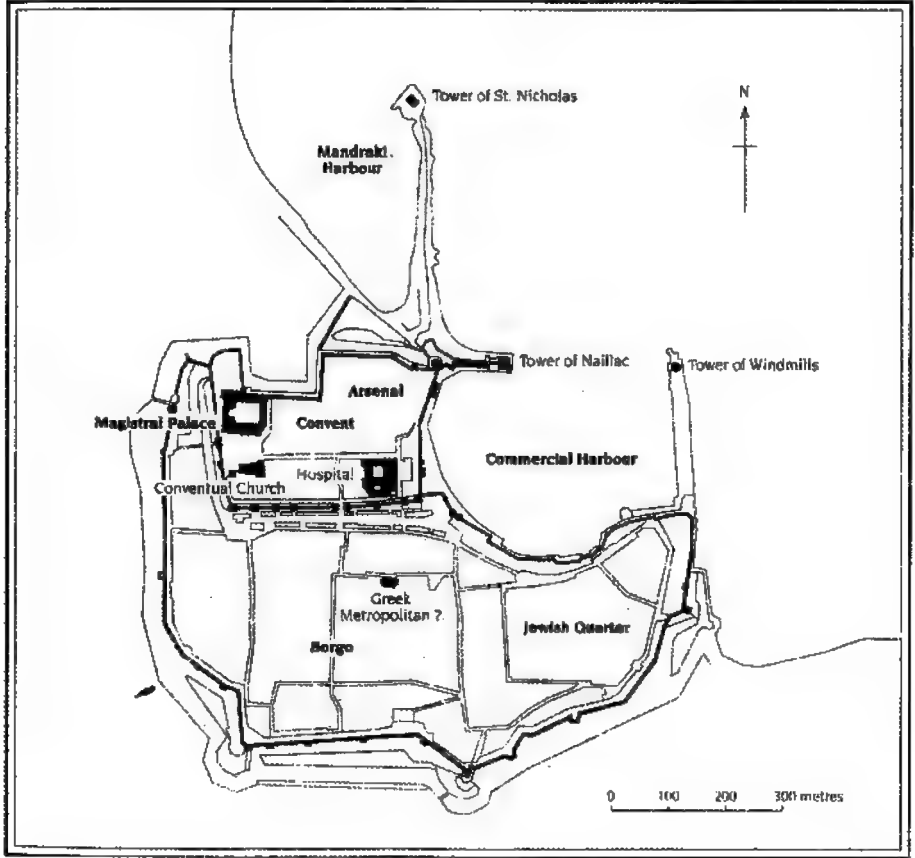 Tower of St. Nicholas
N
Mandraki
Harbour
Tower of Naillac
Tower of Windmills
Arsenal
Magistral Palace
Convent
Commercial Harbour
Hospital
Conventual Church
Greek
Metropolitan ?
Jewish Quarter
Borgo
0 100 200 300 metres